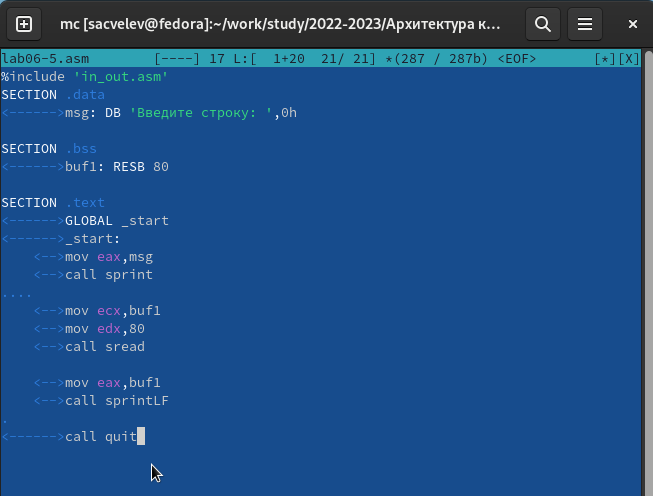 mc [sacvelev@fedora]:~/work/study/2022-2023/Архитектура к...
lab06-5.asm [----] 17 L:[ 1+20 21/ 21] *(287 / 287b) <EOF> [*][X]
%include 'in_out.asm'
SECTION .data
<------>msg: DB 'Введите строку: ',0h
SECTION .bss
<------>buf1: RESB 80
SECTION .text
<------>GLOBAL _start
<------>_start:
<-->mov eax,msg
<-->call sprint
....
<-->mov ecx,buf1
<-->mov edx,80
<-->call sread
<-->mov eax,buf1
<-->call sprintLF
.
<------>call quit